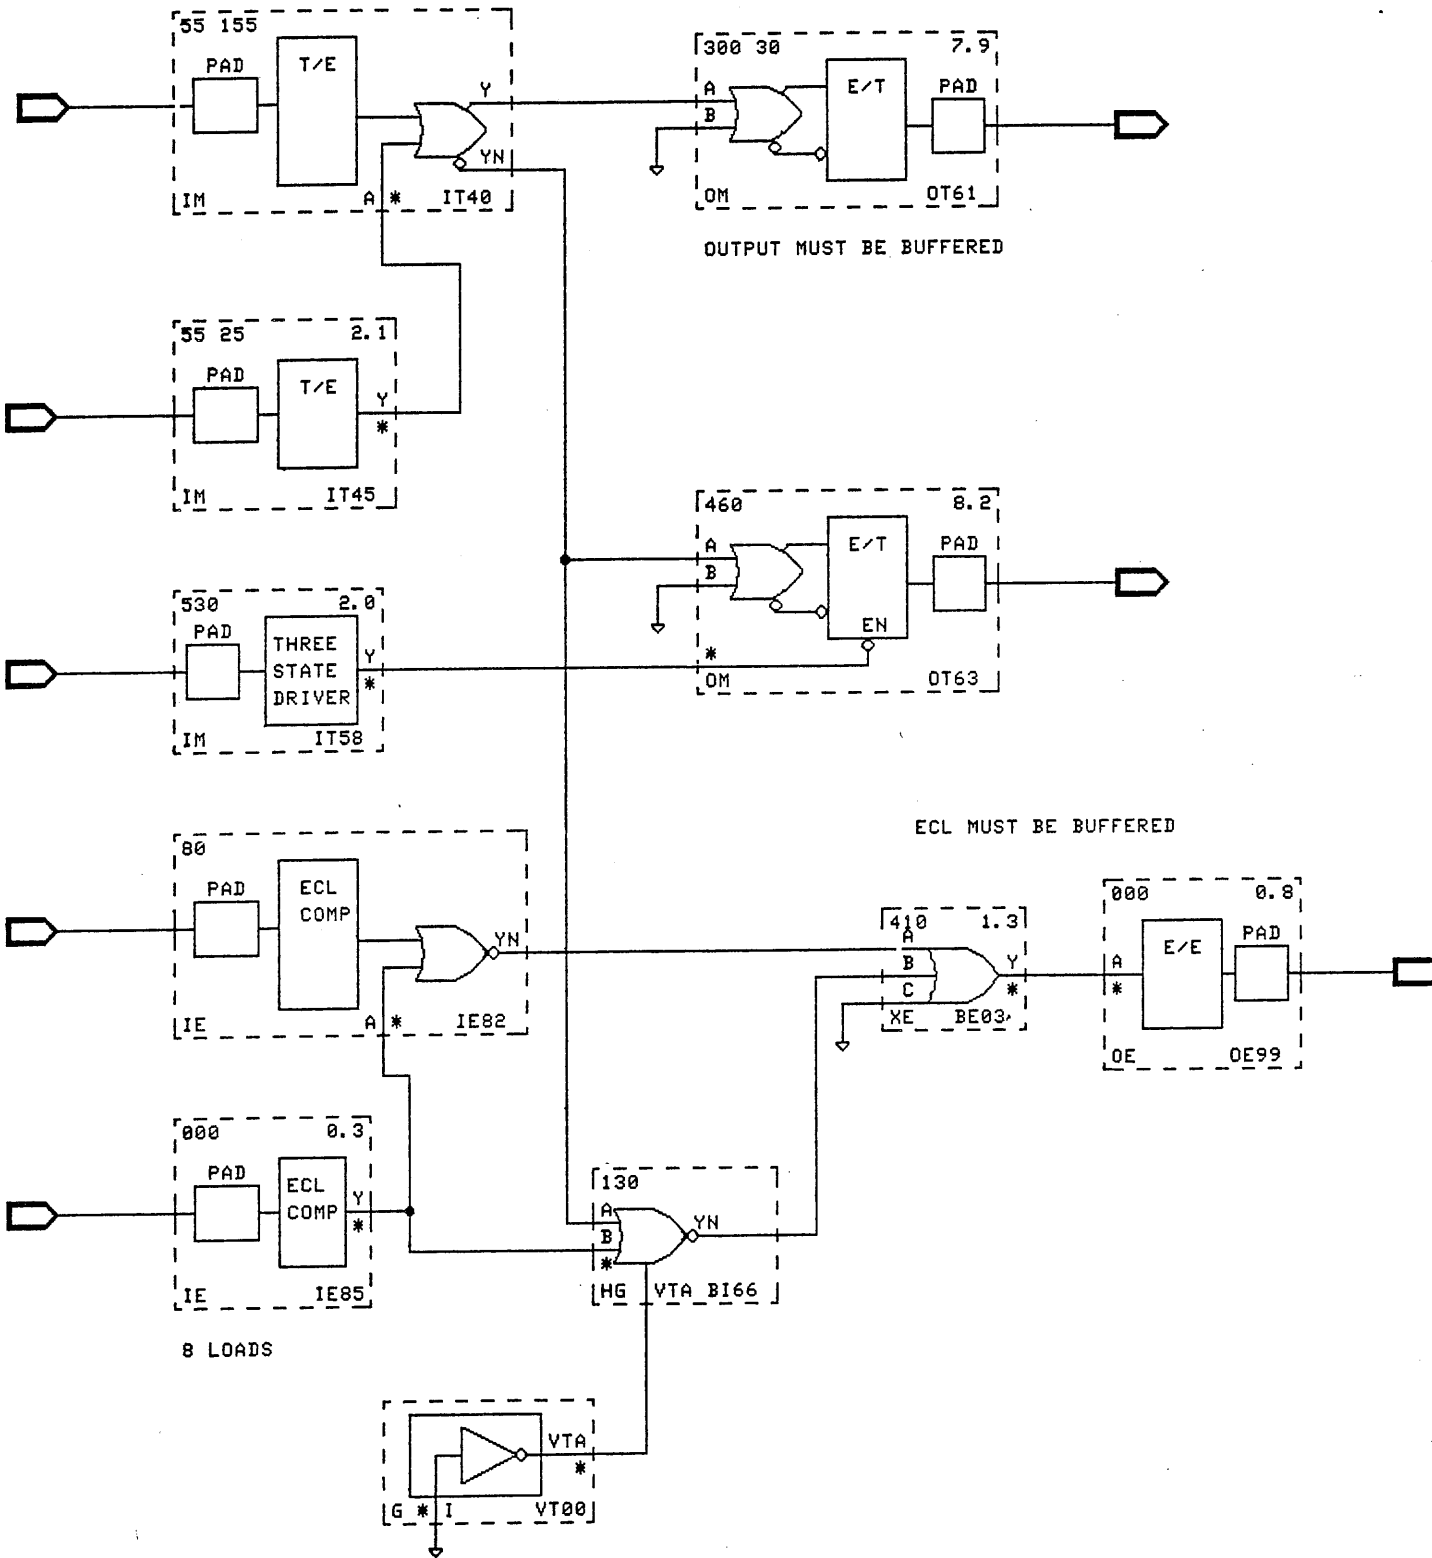 55 155
PAD
T/E
Y
YN
IM
A *
IT40
300 30
7.9
A
B
E/T
PAD
OM
OT61
OUTPUT MUST BE BUFFERED
55 25
2.1
PAD
T/E
Y
*
IM
IT45
460
8.2
A
B
E/T
PAD
EN
*
OM
OT63
530
2.0
PAD
THREE
STATE
DRIVER
Y
*
IM
IT58
ECL MUST BE BUFFERED
80
PAD
ECL
COMP
YN
IE
A *
IE82
410
1.3
A
B
C
Y
*
XE
BE03
000
0.8
A
*
E/E
PAD
OE
OE99
000
0.3
PAD
ECL
COMP
Y
*
IE
IE85
8 LOADS
130
A
B
*
YN
HG
VTA BI66
VTA
*
G * I
VT00